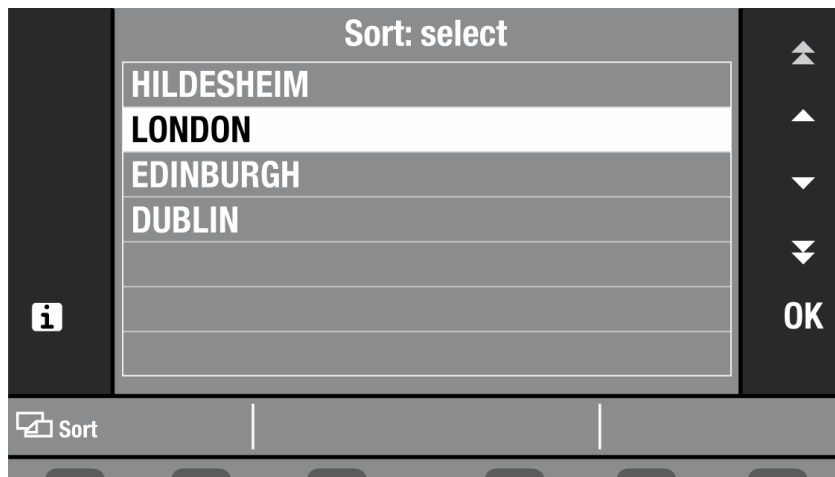 Sort: select
HILDESHEIM
LONDON
EDINBURGH
DUBLIN
i
OK
Sort